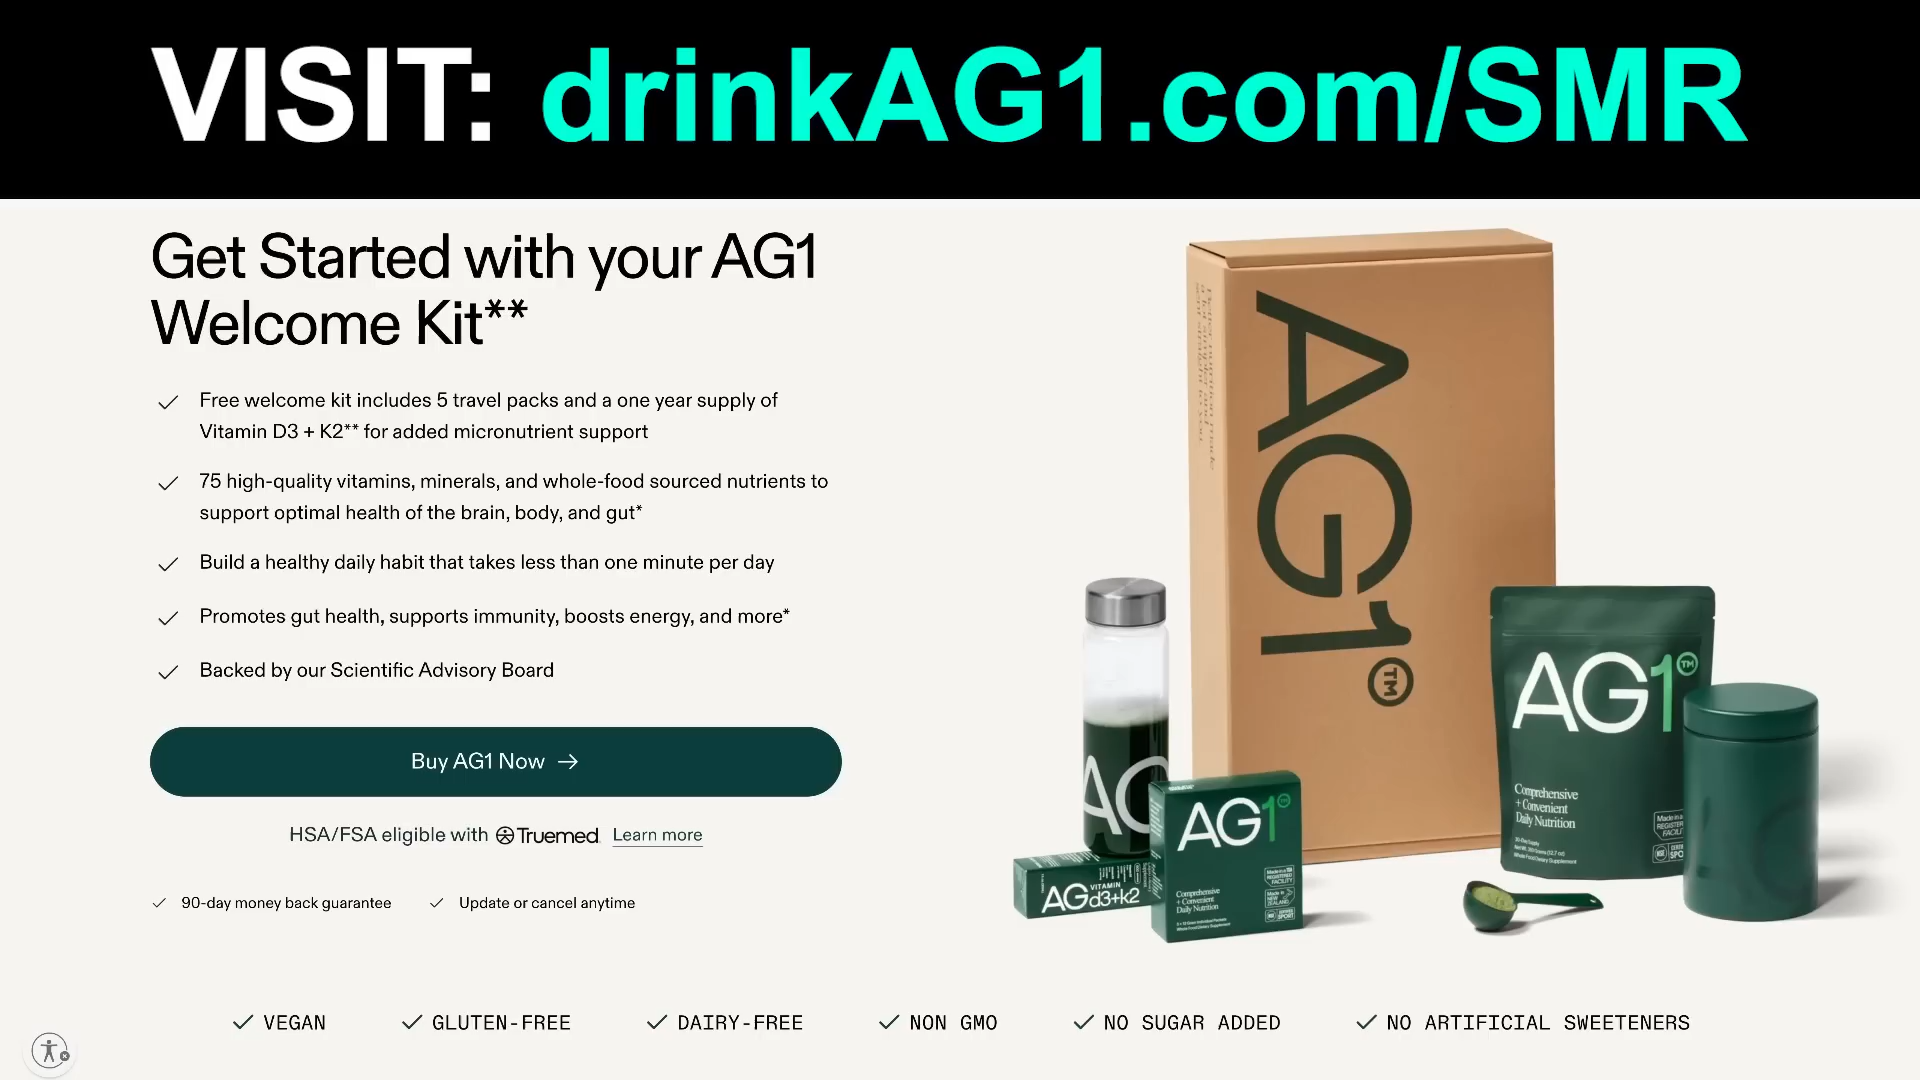 VISIT: drinkAG1.com/SMR
Get Started with your AG1
Welcome Kit**
Free welcome kit includes 5 travel packs and a one year supply of
Vitamin D3 + K2** for added micronutrient support
75 high-quality vitamins, minerals, and whole-food sourced nutrients to
support optimal health of the brain, body, and gut*
Build a healthy daily habit that takes less than one minute per day
Promotes gut health, supports immunity, boosts energy, and more*
Backed by our Scientific Advisory Board
Buy AG1 Now →
HSA/FSA eligible with Truemed Learn more
90-day money back guarantee
Update or cancel anytime
AG1™
AG1™
Comprehensive
+ Convenient
Daily Nutrition
AG
AG1™
Comprehensive
+ Convenient
Daily Nutrition
AG VITAMIN
d3+k2
VEGAN
GLUTEN-FREE
DAIRY-FREE
NON GMO
NO SUGAR ADDED
NO ARTIFICIAL SWEETENERS